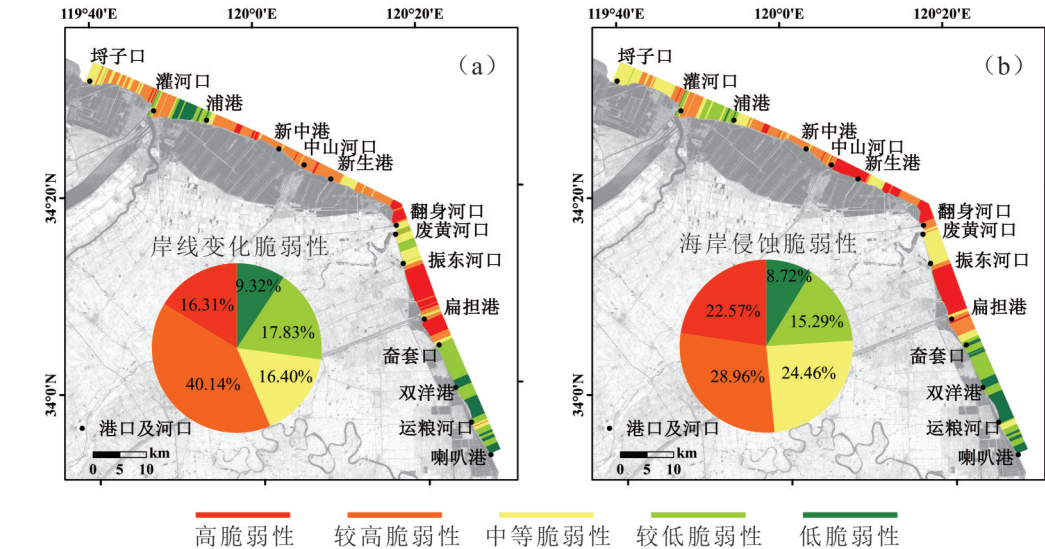 119°40′E 120°0′E 120°20′E
(a)
埒子口
灌河口
浦港
新中港
中山河口
新生港
34°20′N
翻身河口
废黄河口
岸线变化脆弱性
振东河口
9.32%
16.31%
扁担港
17.83%
奤套口
40.14%
16.40%
双洋港
34°0′N
港口及河口
运粮河口
0 5 10 km
喇叭港
119°40′E 120°0′E 120°20′E
(b)
埒子口
灌河口
浦港
新中港
中山河口
新生港
34°20′N
翻身河口
废黄河口
海岸侵蚀脆弱性
振东河口
8.72%
22.57%
扁担港
15.29%
奤套口
28.96%
24.46%
双洋港
34°0′N
港口及河口
运粮河口
0 5 10 km
喇叭港
高脆弱性 较高脆弱性 中等脆弱性 较低脆弱性 低脆弱性